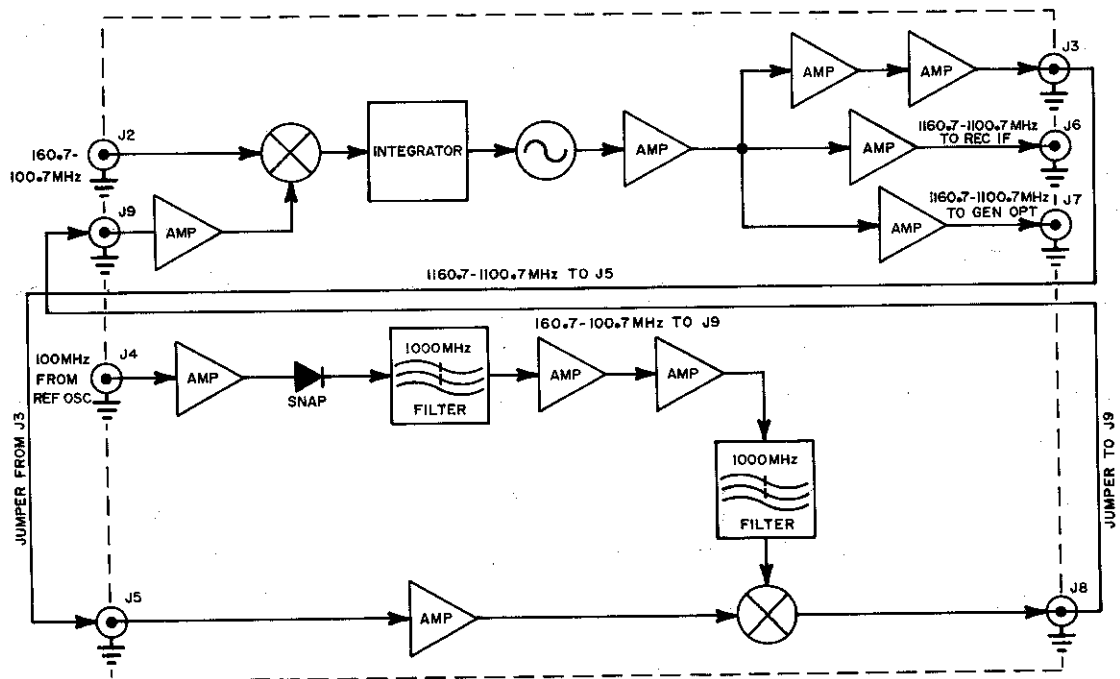 J2
160.7-
100.7MHz
J9
AMP
INTEGRATOR
AMP
AMP
AMP
J3
1160.7-1100.7MHz
TO REC IF
J6
AMP
1160.7-1100.7MHz
TO GEN OPT
J7
AMP
1160.7-1100.7MHz TO J5
160.7-100.7MHz TO J9
J4
100MHz
FROM
REF OSC
AMP
SNAP
1000MHz
FILTER
AMP
AMP
1000MHz
FILTER
JUMPER FROM J3
JUMPER TO J9
J5
AMP
J8